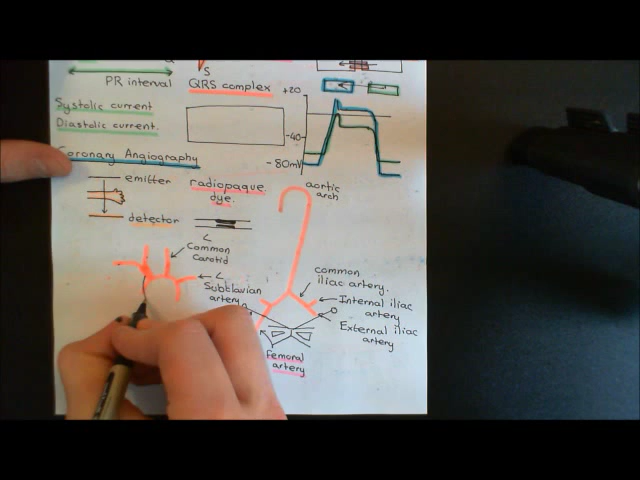 S
PR interval
QRS complex
+20
-40
-80mV
Systolic current
Diastolic current.
Coronary Angiography
emitter
detector
radiopaque
dye.
aortic
arch
L
Common
Carotid
L
Subclavian
artery
common
iliac artery.
Internal iliac
artery
External iliac
artery
Femoral
artery